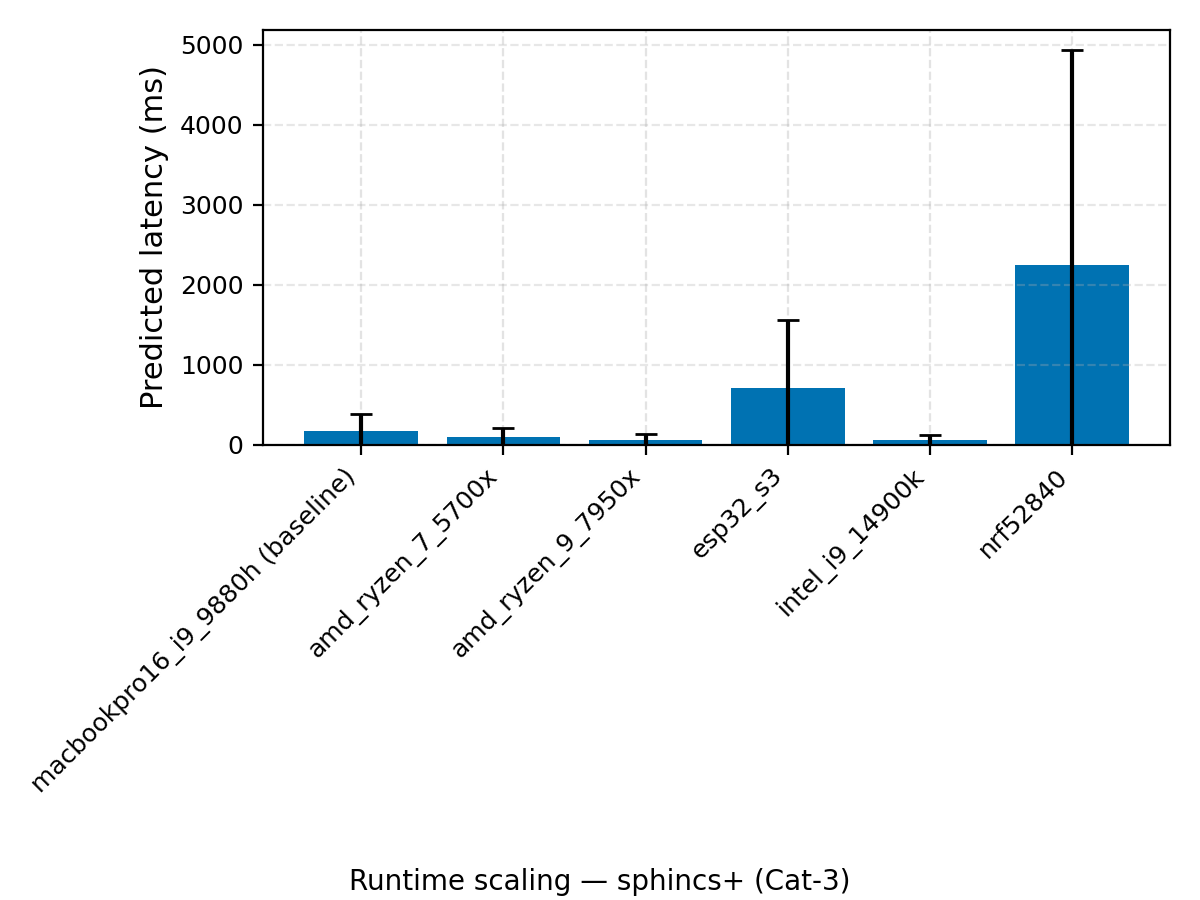 Predicted latency (ms)
5000
4000
3000
2000
1000
0
macbookpro16_i9_9880h (baseline)
amd_ryzen_7_5700x
amd_ryzen_9_7950x
esp32_s3
intel_i9_14900k
nrf52840
Runtime scaling — sphincs+ (Cat-3)